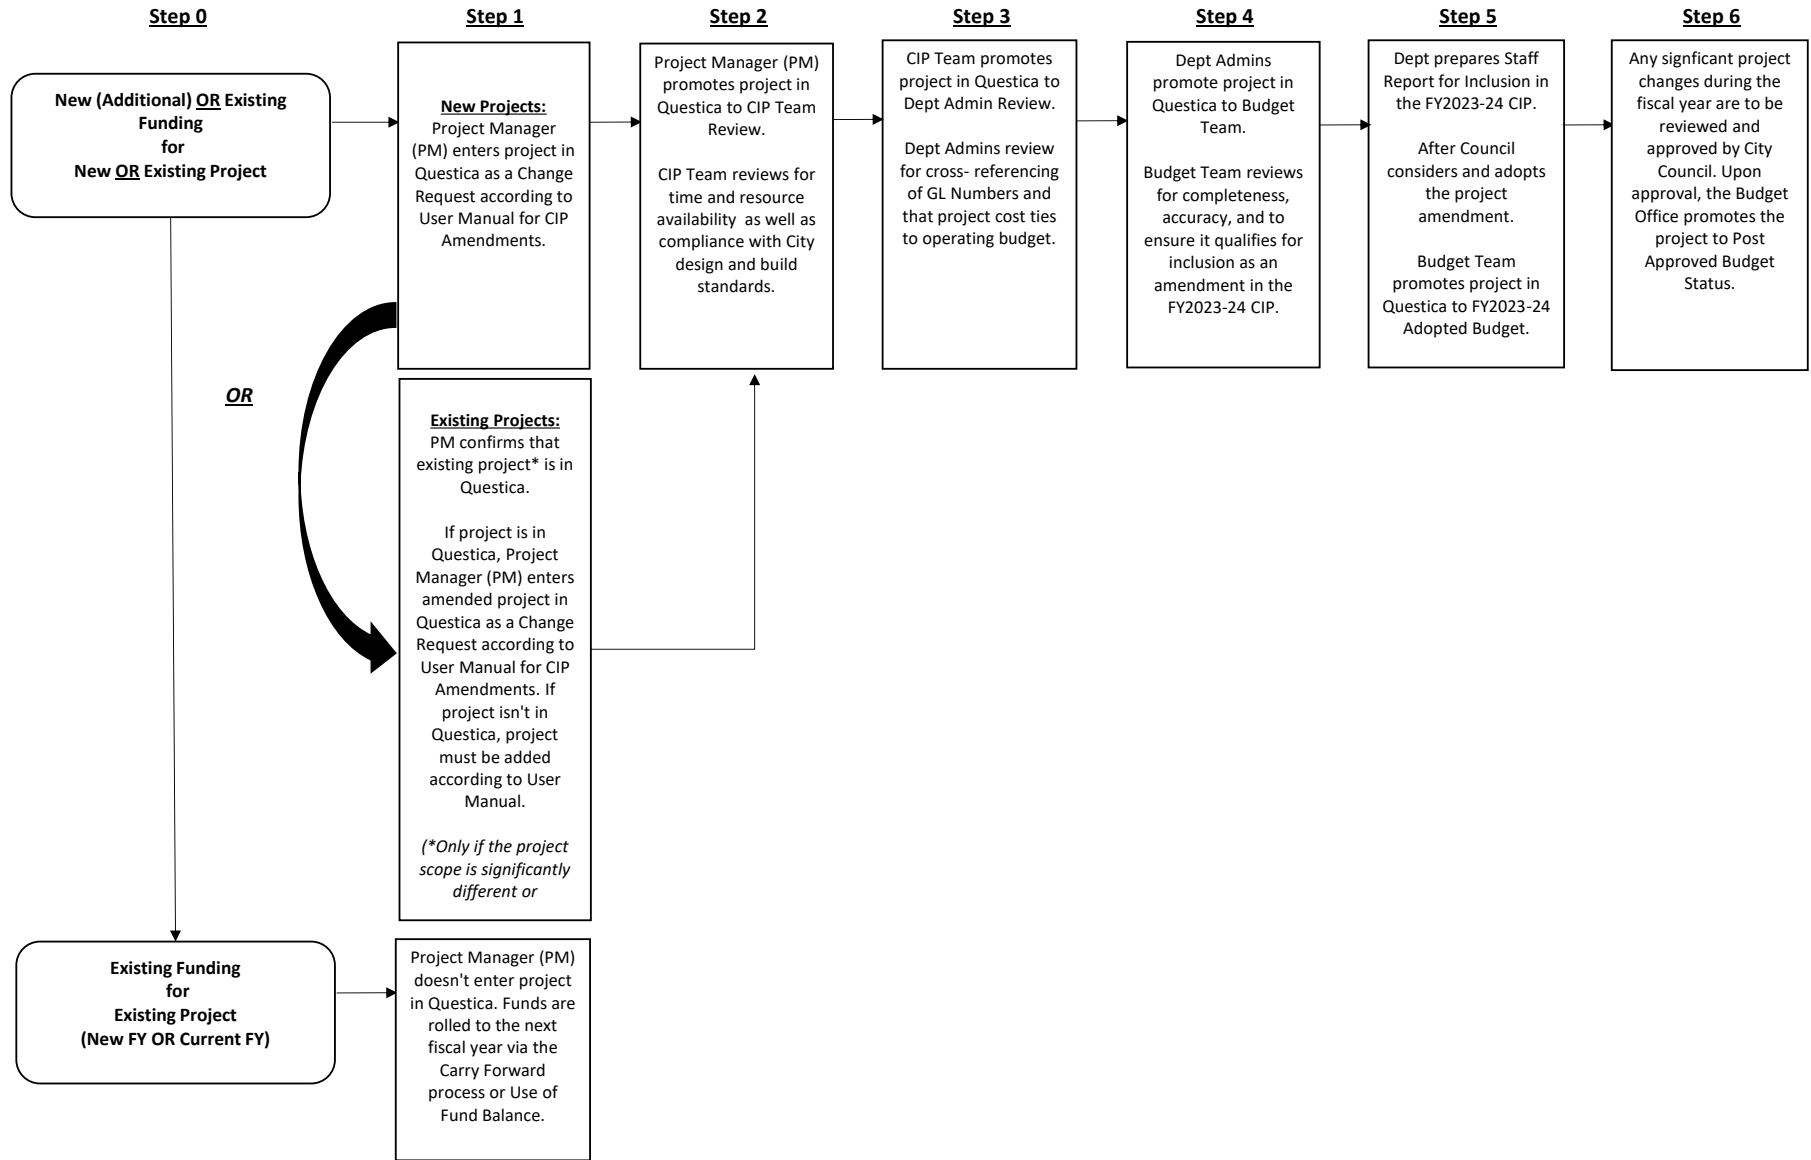 Step 0
Step 1
Step 2
Step 3
Step 4
Step 5
Step 6
New (Additional) OR Existing
Funding
for
New OR Existing Project
New Projects:
Project Manager
(PM) enters project in
Questica as a Change
Request according to
User Manual for CIP
Amendments.
Project Manager (PM)
promotes project in
Questica to CIP Team
Review.
CIP Team reviews for
time and resource
availability as well as
compliance with City
design and build
standards.
CIP Team promotes
project in Questica to
Dept Admin Review.
Dept Admins review
for cross- referencing
of GL Numbers and
that project cost ties
to operating budget.
Dept Admins
promote project in
Questica to Budget
Team.
Budget Team reviews
for completeness,
accuracy, and to
ensure it qualifies for
inclusion as an
amendment in the
FY2023-24 CIP.
Dept prepares Staff
Report for Inclusion in
the FY2023-24 CIP.
After Council
considers and adopts
the project
amendment.
Budget Team
promotes project in
Questica to FY2023-24
Adopted Budget.
Any signficant project
changes during the
fiscal year are to be
reviewed and
approved by City
Council. Upon
approval, the Budget
Office promotes the
project to Post
Approved Budget
Status.
OR
Existing Projects:
PM confirms that
existing project* is in
Questica.
If project is in
Questica, Project
Manager (PM) enters
amended project in
Questica as a Change
Request according to
User Manual for CIP
Amendments. If
project isn't in
Questica, project
must be added
according to User
Manual.
(*Only if the project
scope is significantly
different or
Existing Funding
for
Existing Project
(New FY OR Current FY)
Project Manager (PM)
doesn't enter project
in Questica. Funds are
rolled to the next
fiscal year via the
Carry Forward
process or Use of
Fund Balance.